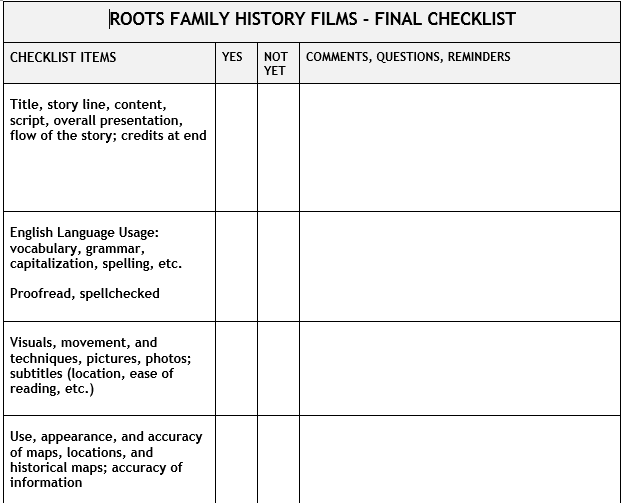 ROOTS FAMILY HISTORY FILMS - FINAL CHECKLIST
CHECKLIST ITEMS
YES
NOT
YET
COMMENTS, QUESTIONS, REMINDERS
Title, story line, content,
script, overall presentation,
flow of the story; credits at end
English Language Usage:
vocabulary, grammar,
capitalization, spelling, etc.
Proofread, spellchecked
Visuals, movement, and
techniques, pictures, photos;
subtitles (location, ease of
reading, etc.)
Use, appearance, and accuracy
of maps, locations, and
historical maps; accuracy of
information